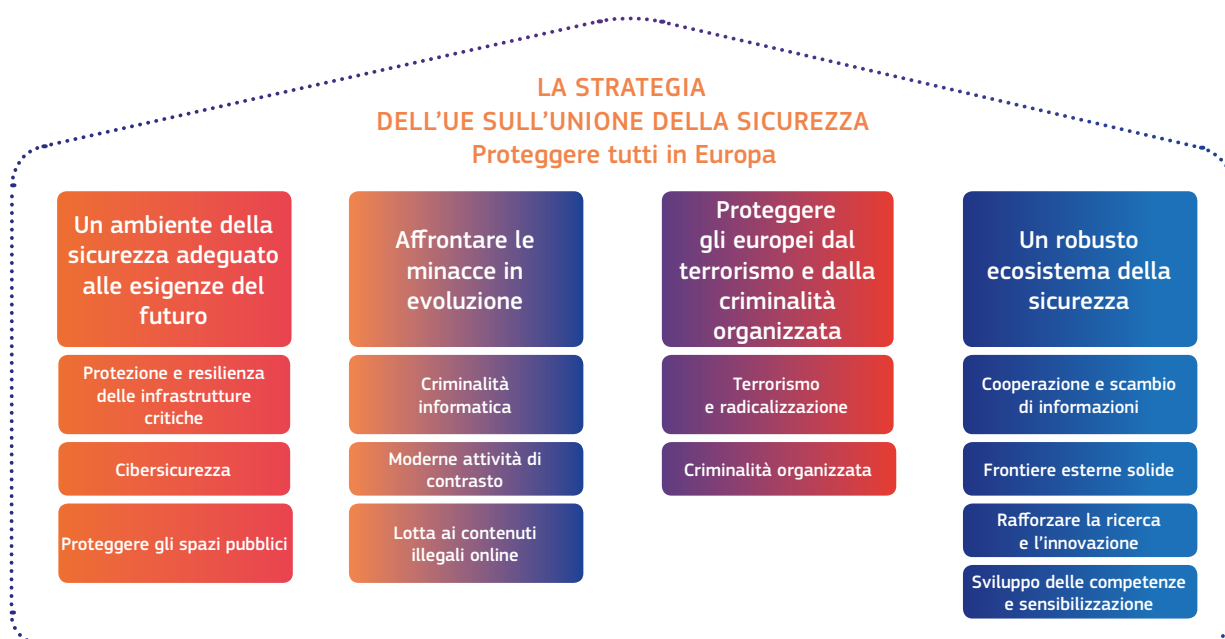 LA STRATEGIA
DELL'UE SULL'UNIONE DELLA SICUREZZA
Proteggere tutti in Europa
Un ambiente della
sicurezza adeguato
alle esigenze del
futuro
Protezione e resilienza
delle infrastrutture
critiche
Cibersicurezza
Proteggere gli spazi pubblici
Affrontare le
minacce in
evoluzione
Criminalità
informatica
Moderne attività di
contrasto
Lotta ai contenuti
illegali online
Proteggere
gli europei dal
terrorismo e dalla
criminalità
organizzata
Terrorismo
e radicalizzazione
Criminalità organizzata
Un robusto
ecosistema della
sicurezza
Cooperazione e scambio
di informazioni
Frontiere esterne solide
Rafforzare la ricerca
e l'innovazione
Sviluppo delle competenze
e sensibilizzazione